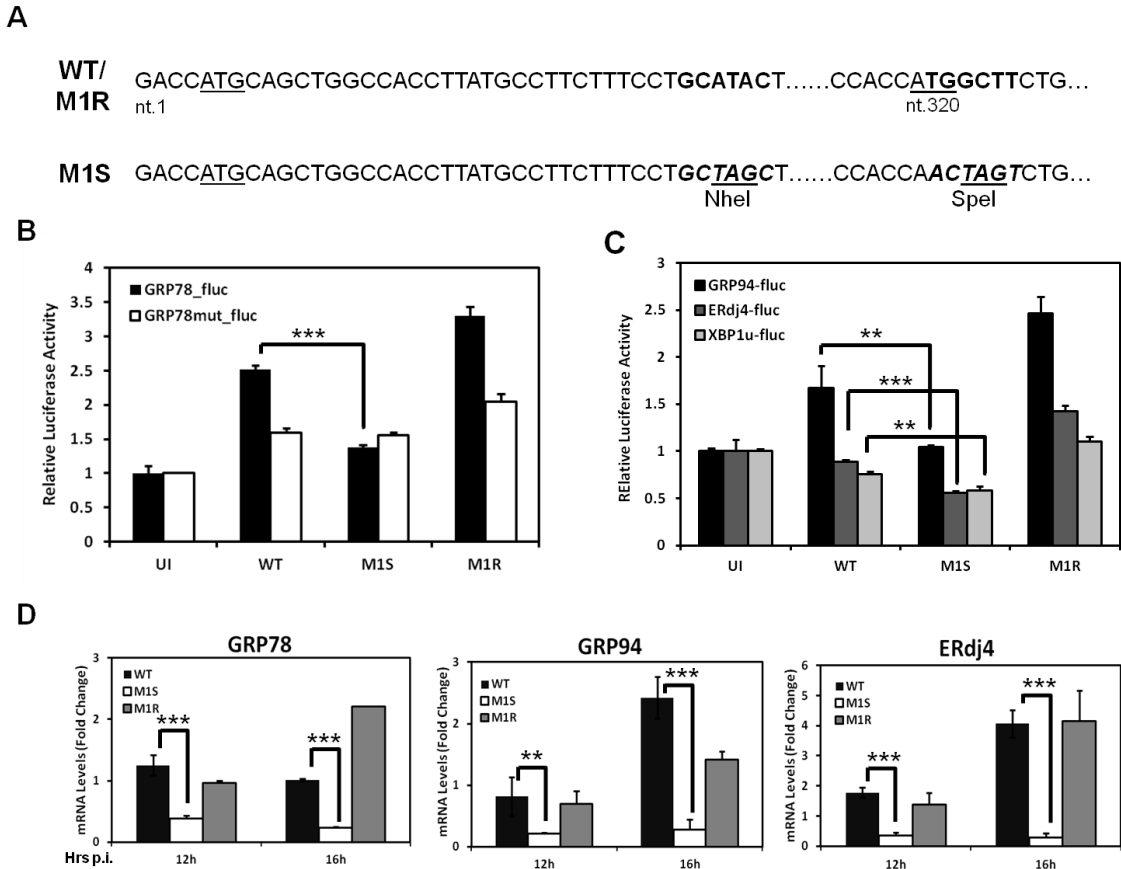 A
WT/
M1R
GACCATGCAGCTGGCCACCTTATGCCTTCTTTCCTGCATACT......CCACCATGGCTTCTG...
nt.1
nt.320
M1S
GACCATGCAGCTGGCCACCTTATGCCTTCTTTCCTGCTAGCT......CCACCAACTAGTCTG...
NheI
SpeI
B
Relative Luciferase Activity
4
3.5
3
2.5
2
1.5
1
0.5
0
GRP78_fluc
GRP78mut_fluc
***
UI
WT
M1S
M1R
C
RElative Luciferase Activity
3
2.5
2
1.5
1
0.5
0
GRP94-fluc
ERdj4-fluc
XBP1u-fluc
**
***
**
UI
WT
M1S
M1R
D
GRP78
mRNA Levels (Fold Change)
3
2
1
0
WT
M1S
M1R
***
***
Hrs p.i.
12h
16h
GRP94
mRNA Levels (Fold Change)
3
2
1
0
WT
M1S
M1R
**
***
12h
16h
ERdj4
mRNA Levels (Fold Change)
6
5
4
3
2
1
0
WT
M1S
M1R
***
***
12h
16h